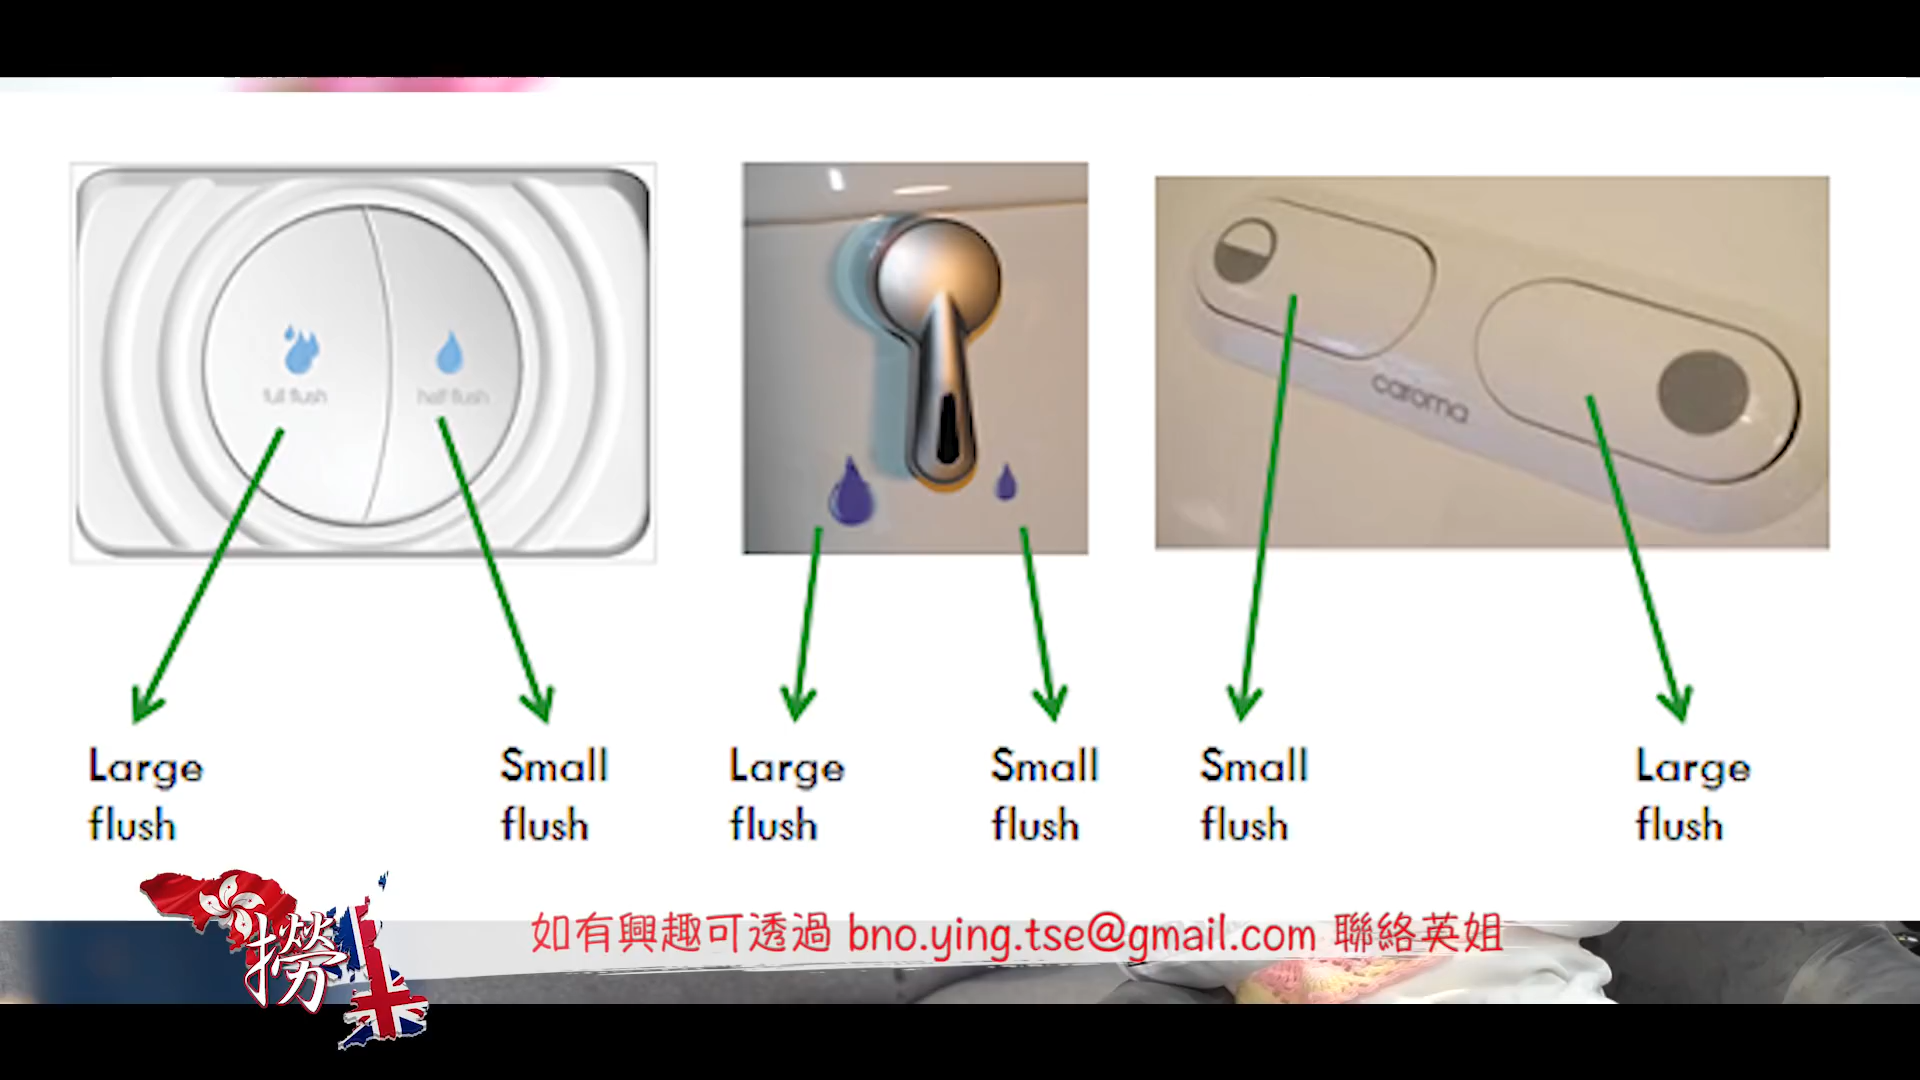 full flush
half flush
caroma
Large
flush
Small
flush
Large
flush
Small
flush
Small
flush
Large
flush
撈
如有興趣可透過 bno.ying.tse@gmail.com 聯絡英姐